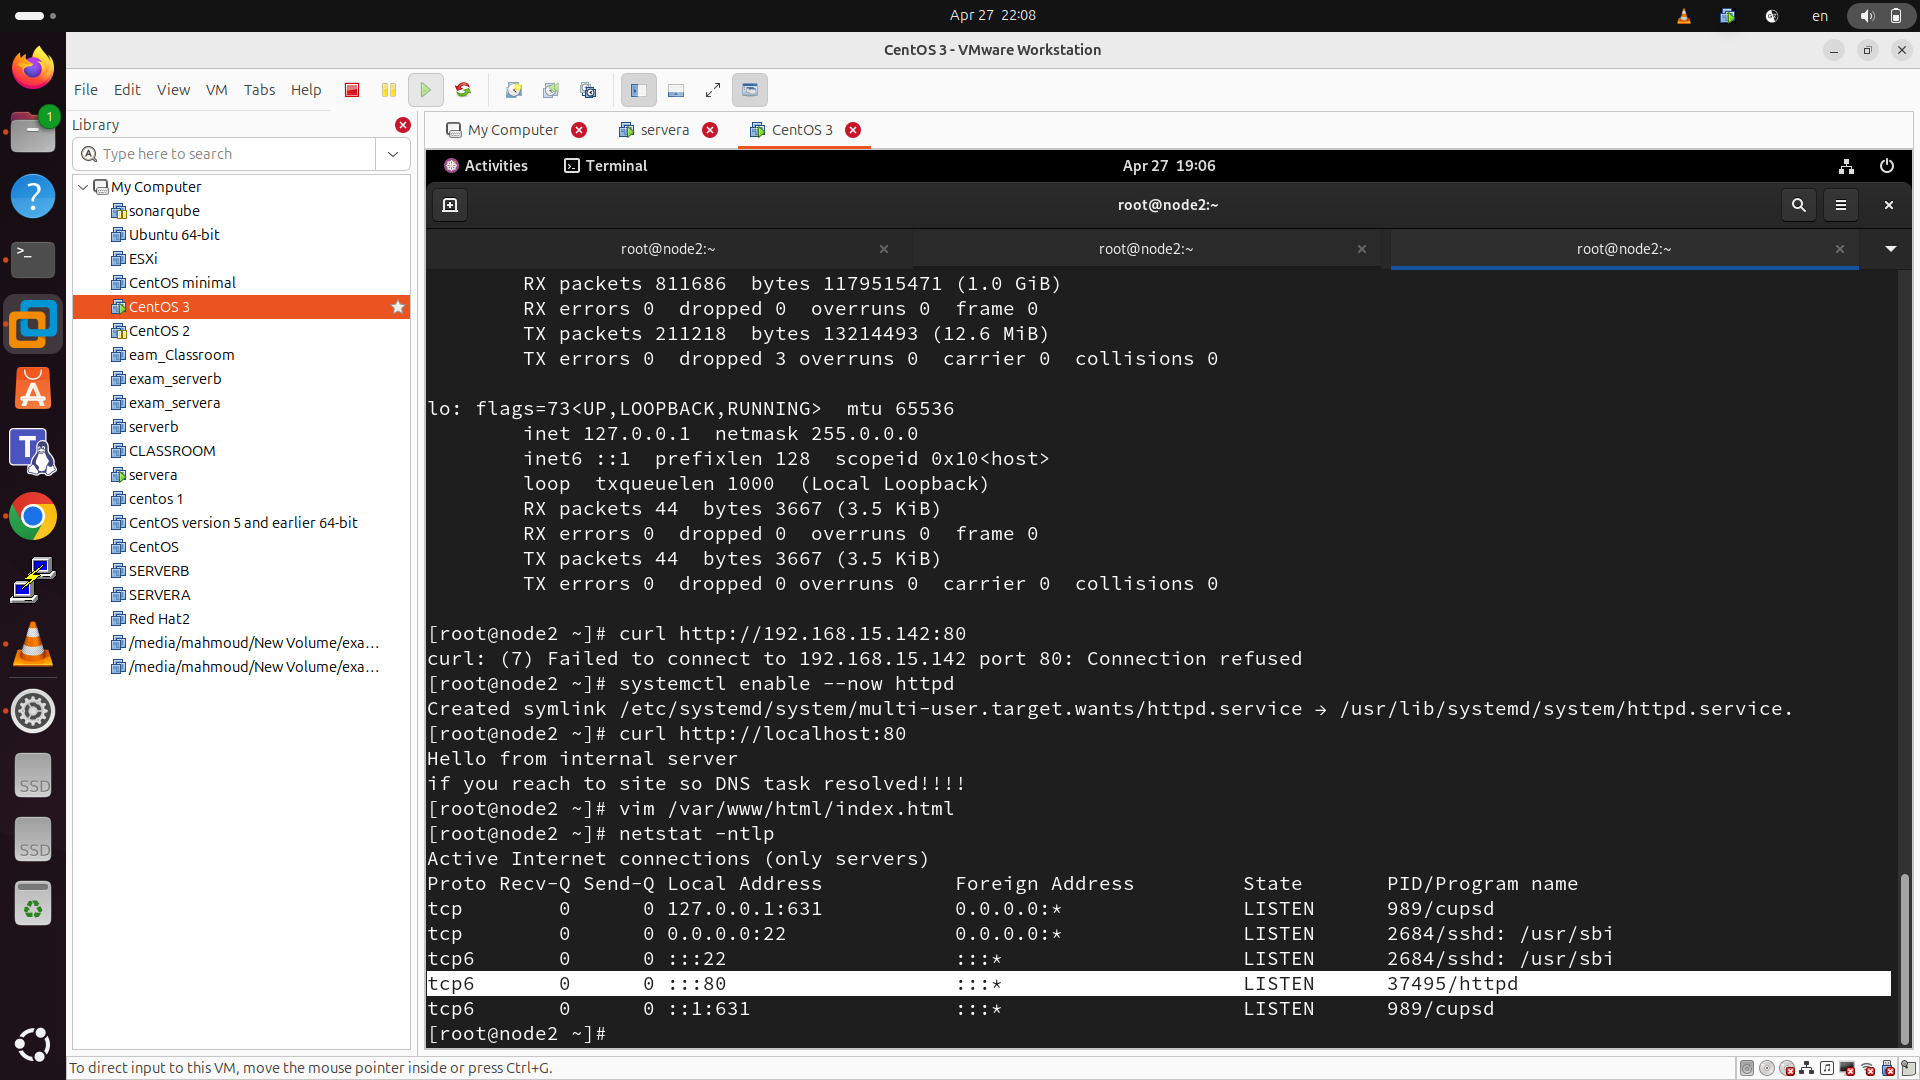 Apr 27 22:08
en
CentOS 3 - VMware Workstation
File Edit View VM Tabs Help
Library
Type here to search
My Computer
sonarqube
Ubuntu 64-bit
ESXi
CentOS minimal
CentOS 3
CentOS 2
eam_Classroom
exam_serverb
exam_servera
serverb
CLASSROOM
servera
centos 1
CentOS version 5 and earlier 64-bit
CentOS
SERVERB
SERVERA
Red Hat2
/media/mahmoud/New Volume/exa...
/media/mahmoud/New Volume/exa...
1
>_
T
SSD
SSD
My Computer servera CentOS 3
Activities Terminal Apr 27 19:06
root@node2:~
root@node2:~ root@node2:~ root@node2:~
RX packets 811686 bytes 1179515471 (1.0 GiB)
RX errors 0 dropped 0 overruns 0 frame 0
TX packets 211218 bytes 13214493 (12.6 MiB)
TX errors 0 dropped 3 overruns 0 carrier 0 collisions 0
lo: flags=73<UP,LOOPBACK,RUNNING> mtu 65536
inet 127.0.0.1 netmask 255.0.0.0
inet6 ::1 prefixlen 128 scopeid 0x10<host>
loop txqueuelen 1000 (Local Loopback)
RX packets 44 bytes 3667 (3.5 KiB)
RX errors 0 dropped 0 overruns 0 frame 0
TX packets 44 bytes 3667 (3.5 KiB)
TX errors 0 dropped 0 overruns 0 carrier 0 collisions 0
[root@node2 ~]# curl http://192.168.15.142:80
curl: (7) Failed to connect to 192.168.15.142 port 80: Connection refused
[root@node2 ~]# systemctl enable --now httpd
Created symlink /etc/systemd/system/multi-user.target.wants/httpd.service → /usr/lib/systemd/system/httpd.service.
[root@node2 ~]# curl http://localhost:80
Hello from internal server
if you reach to site so DNS task resolved!!!!
[root@node2 ~]# vim /var/www/html/index.html
[root@node2 ~]# netstat -ntlp
Active Internet connections (only servers)
Proto Recv-Q Send-Q Local Address Foreign Address State PID/Program name
tcp 0 0 127.0.0.1:631 0.0.0.0:* LISTEN 989/cupsd
tcp 0 0 0.0.0.0:22 0.0.0.0:* LISTEN 2684/sshd: /usr/sbi
tcp6 0 0 :::22 :::* LISTEN 2684/sshd: /usr/sbi
tcp6 0 0 :::80 :::* LISTEN 37495/httpd
tcp6 0 0 ::1:631 :::* LISTEN 989/cupsd
[root@node2 ~]#
To direct input to this VM, move the mouse pointer inside or press Ctrl+G.